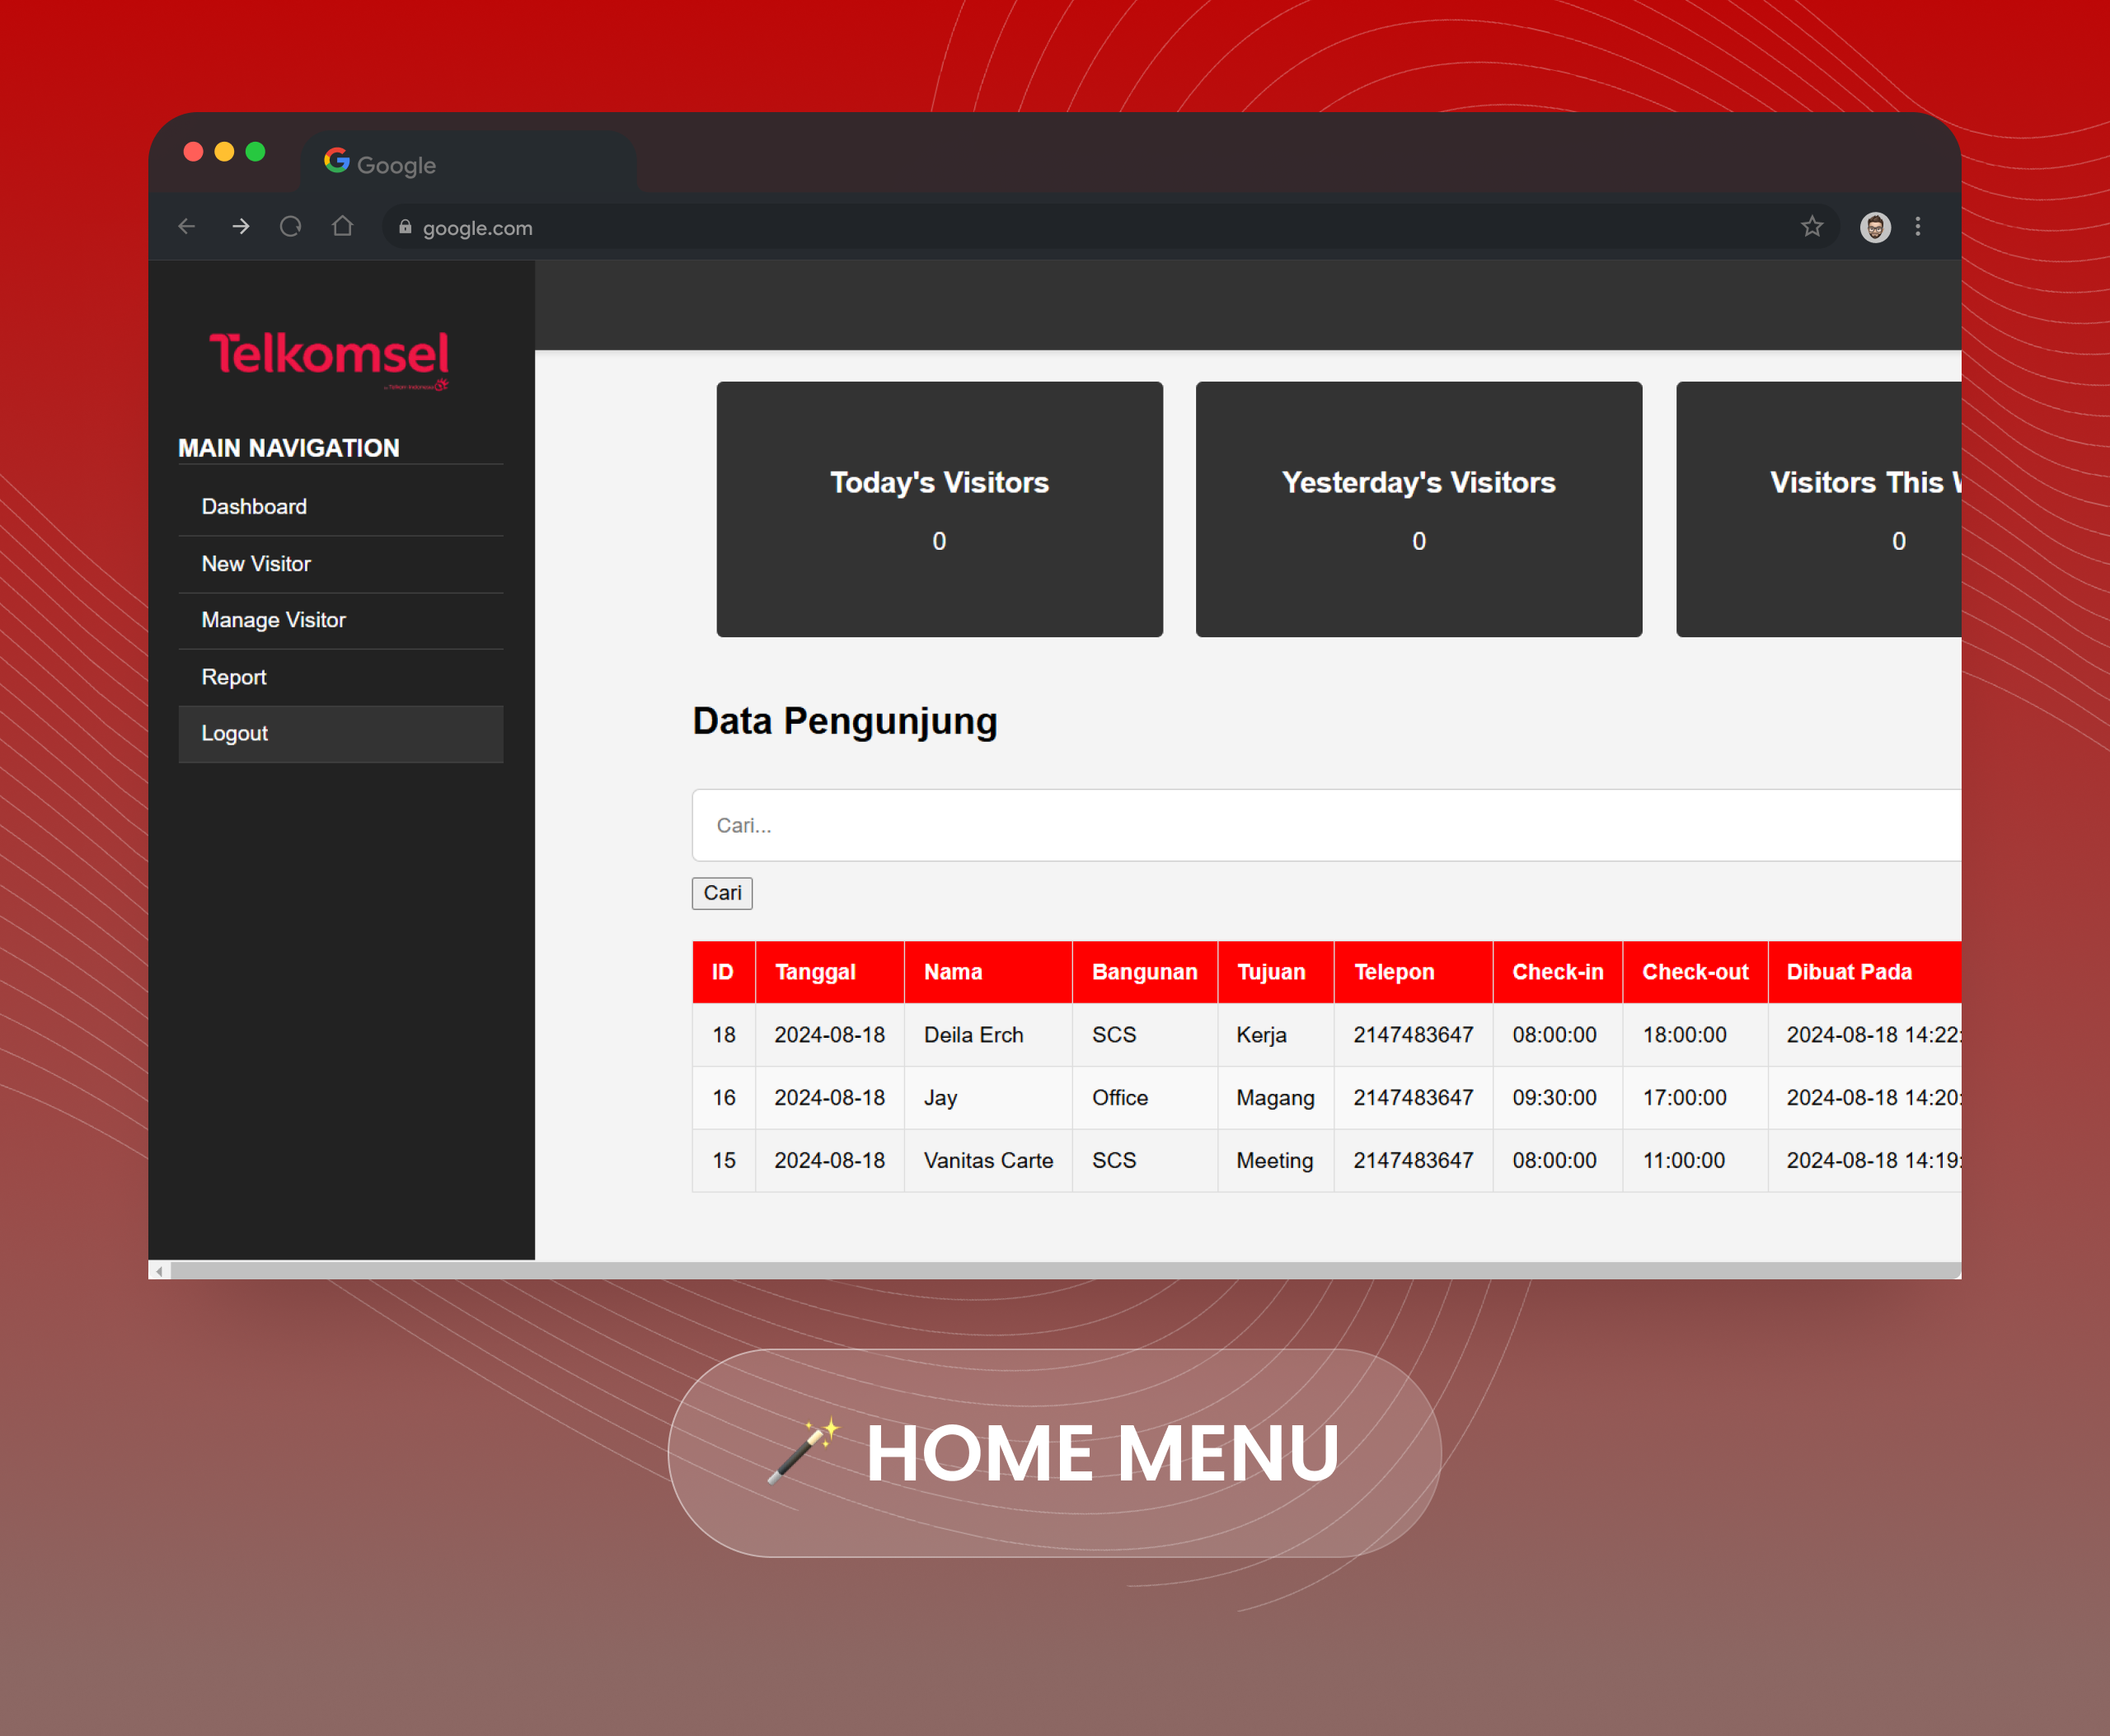 Google
google.com
Telkomsel
by Telkom Indonesia
MAIN NAVIGATION
Dashboard
New Visitor
Manage Visitor
Report
Logout
Today's Visitors
0
Yesterday's Visitors
0
Visitors This
0
Data Pengunjung
Cari...
Cari
ID Tanggal Nama Bangunan Tujuan Telepon Check-in Check-out Dibuat Pada
18 2024-08-18 Deila Erch SCS Kerja 2147483647 08:00:00 18:00:00 2024-08-18 14:22:
16 2024-08-18 Jay Office Magang 2147483647 09:30:00 17:00:00 2024-08-18 14:20:
15 2024-08-18 Vanitas Carte SCS Meeting 2147483647 08:00:00 11:00:00 2024-08-18 14:19:
HOME MENU